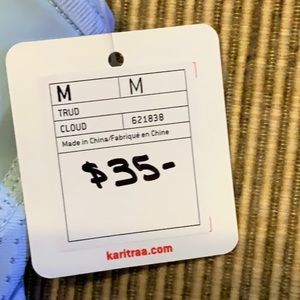 M M
TRUD
CLOUD 621838
Made in China/Fabriqué en Chine
$35-
karitraa.com